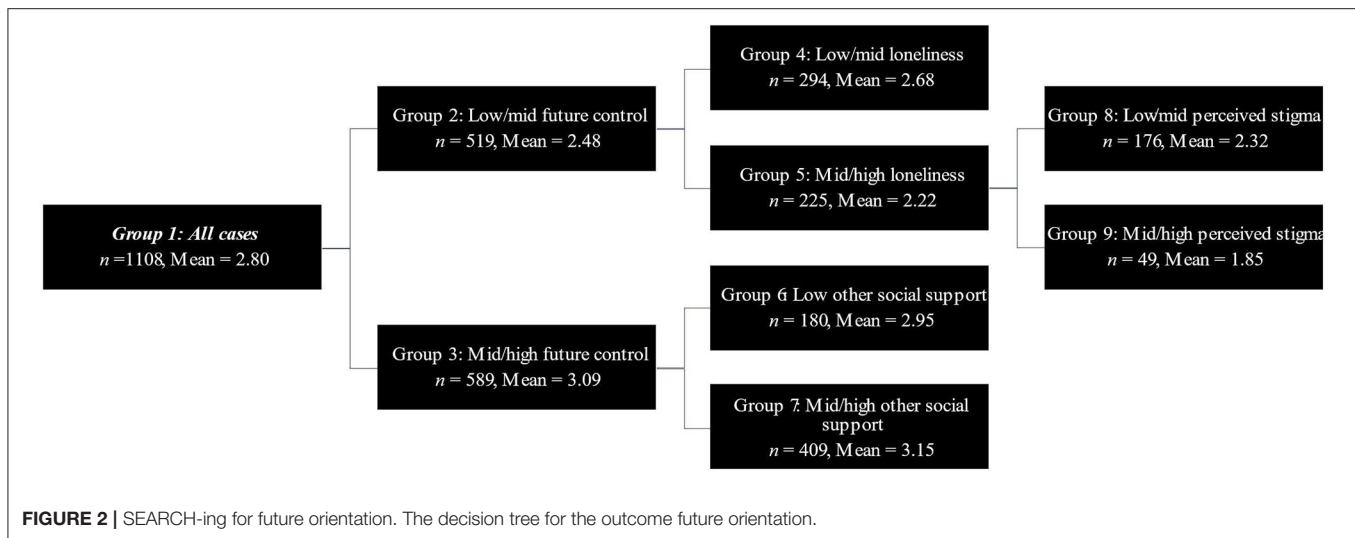 Group 1: All cases
n =1108, Mean = 2.80
Group 2: Low/mid future control
n = 519, Mean = 2.48
Group 3: Mid/high future control
n = 589, Mean = 3.09
Group 4: Low/mid loneliness
n = 294, Mean = 2.68
Group 5: Mid/high loneliness
n = 225, Mean = 2.22
Group 6: Low other social support
n = 180, Mean = 2.95
Group 7: Mid/high other social
support
n = 409, Mean = 3.15
Group 8: Low/mid perceived stigma
n = 176, Mean = 2.32
Group 9: Mid/high perceived stigma
n = 49, Mean = 1.85
FIGURE 2 | SEARCH-ing for future orientation. The decision tree for the outcome future orientation.